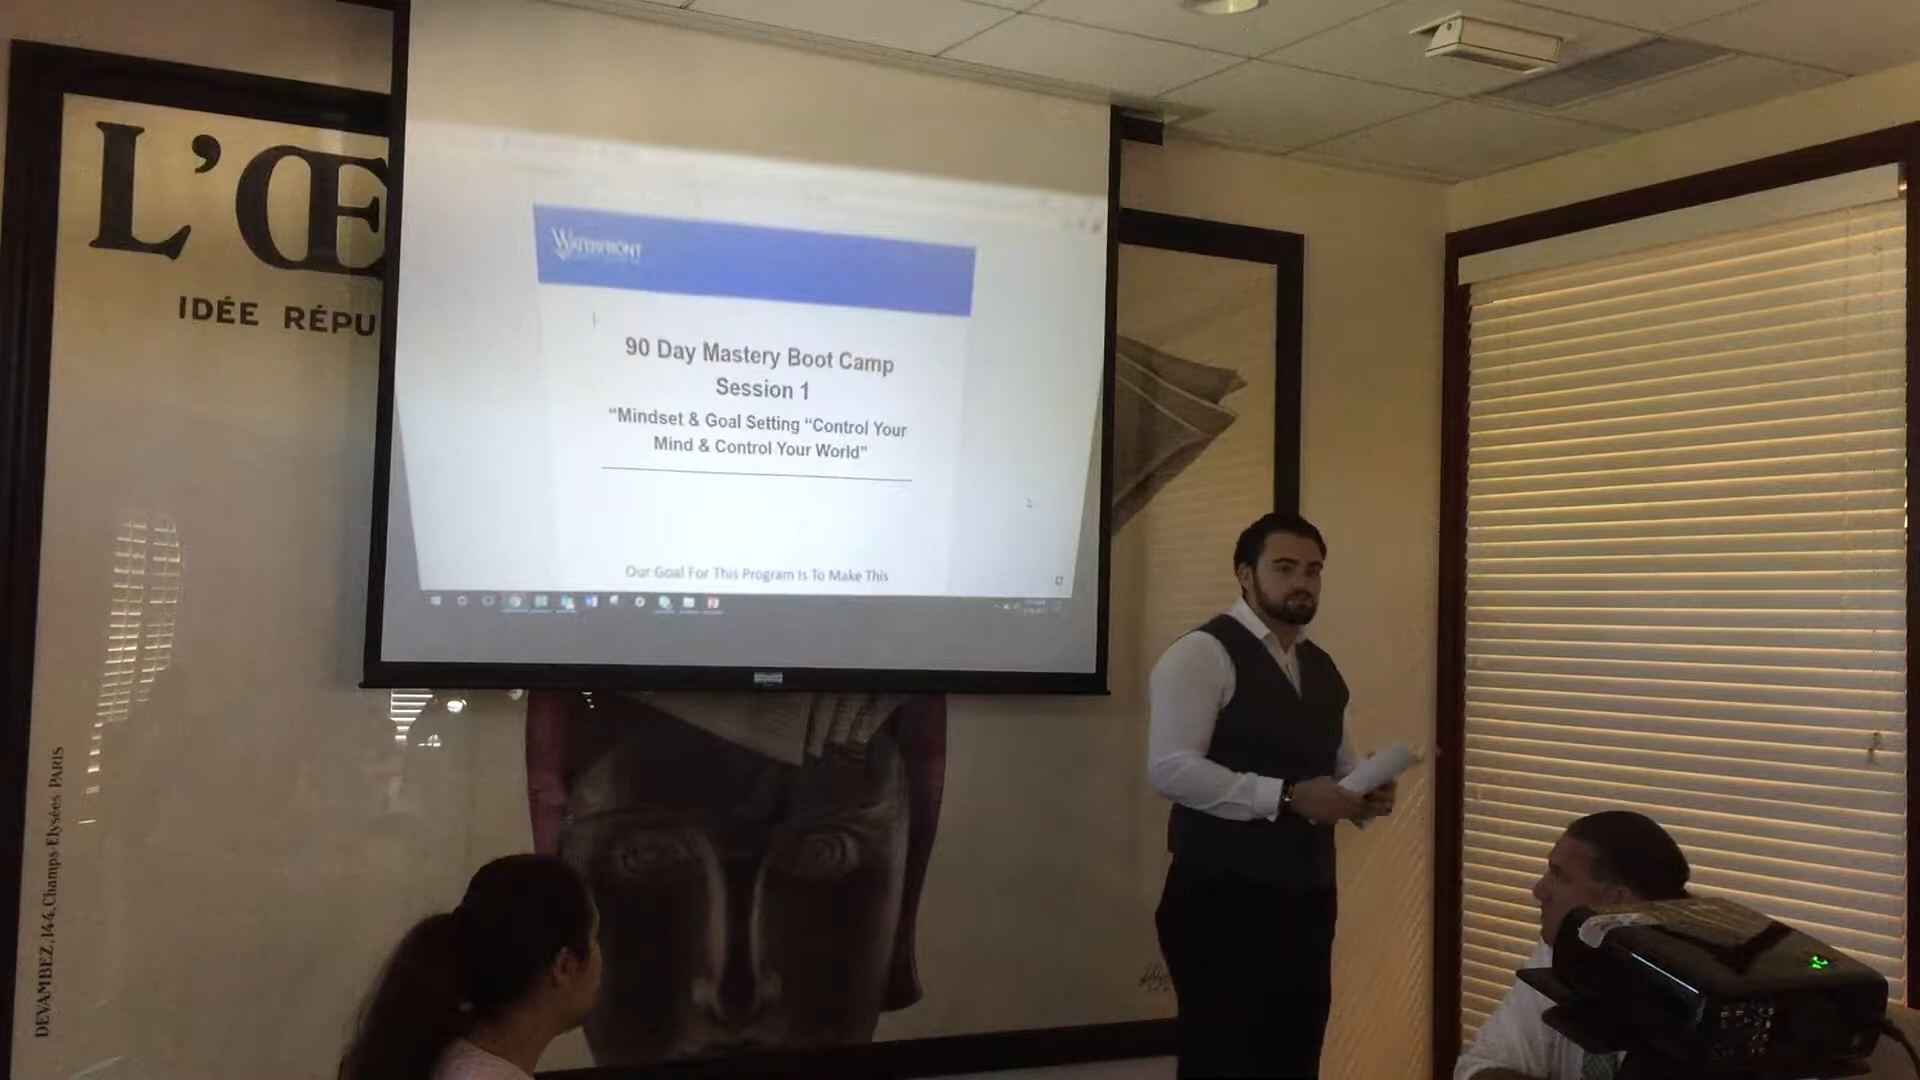 L'Œ
IDÉE RÉPU
WATERFRONT
90 Day Mastery Boot Camp
Session 1
“Mindset & Goal Setting “Control Your
Mind & Control Your World”
Our Goal For This Program Is To Make This
DEVAMBEZ, 144, Champs-Elysées PARIS